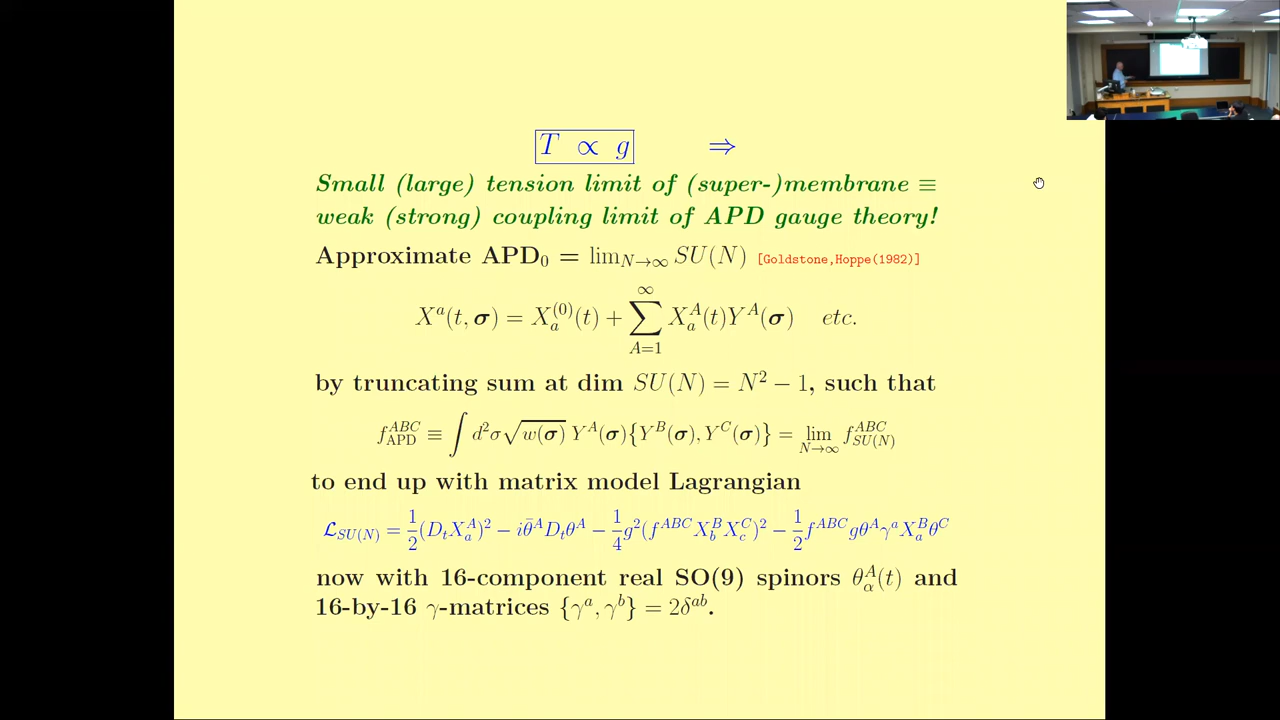 T ∝ g ⇒
Small (large) tension limit of (super-)membrane ≡
weak (strong) coupling limit of APD gauge theory!
Approximate APD₀ = lim_{N→∞} SU(N) [Goldstone,Hoppe(1982)]
X^a(t, σ) = X_a^{(0)}(t) + ∑_{A=1}^{∞} X_a^A(t)Y^A(σ) etc.
by truncating sum at dim SU(N) = N² − 1, such that
f_{APD}^{ABC} ≡ ∫ d²σ√w(σ) Y^A(σ){Y^B(σ), Y^C(σ)} = lim_{N→∞} f_{SU(N)}^{ABC}
to end up with matrix model Lagrangian
ℒ_{SU(N)} = 1/2 (D_t X_a^A)² − iθ̄^A D_t θ^A − 1/4 g²(f^{ABC} X_b^B X_c^C)² − 1/2 f^{ABC} gθ^A γ^a X_a^B θ^C
now with 16-component real SO(9) spinors θ_α^A(t) and
16-by-16 γ-matrices {γ^a, γ^b} = 2δ^{ab}.